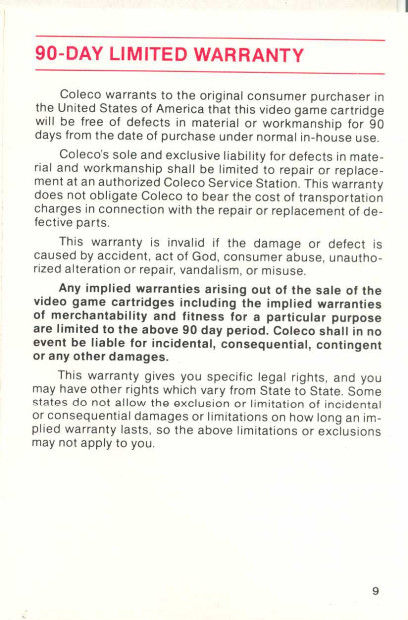 90-DAY LIMITED WARRANTY
Coleco warrants to the original consumer purchaser in
the United States of America that this video game cartridge
will be free of defects in material or workmanship for 90
days from the date of purchase under normal in-house use.
Coleco's sole and exclusive liability for defects in mate-
rial and workmanship shall be limited to repair or replace-
ment at an authorized Coleco Service Station. This warranty
does not obligate Coleco to bear the cost of transportation
charges in connection with the repair or replacement of de-
fective parts.
This warranty is invalid if the damage or defect is
caused by accident, act of God, consumer abuse, unautho-
rized alteration or repair, vandalism, or misuse.
Any implied warranties arising out of the sale of the
video game cartridges including the implied warranties
of merchantability and fitness for a particular purpose
are limited to the above 90 day period. Coleco shall in no
event be liable for incidental, consequential, contingent
or any other damages.
This warranty gives you specific legal rights, and you
may have other rights which vary from State to State. Some
states do not allow the exclusion or limitation of incidental
or consequential damages or limitations on how long an im-
plied warranty lasts, so the above limitations or exclusions
may not apply to you.
9